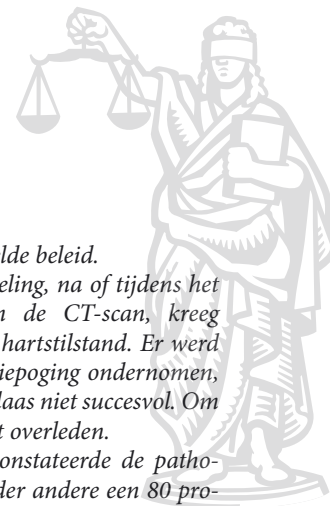 elde beleid.
eling, na of tijdens het
n de CT-scan, kreeg
hartstilstand. Er werd
iepoging ondernomen,
laas niet succesvol. Om
t overleden.
onstateerde de patho-
der andere een 80 pro-